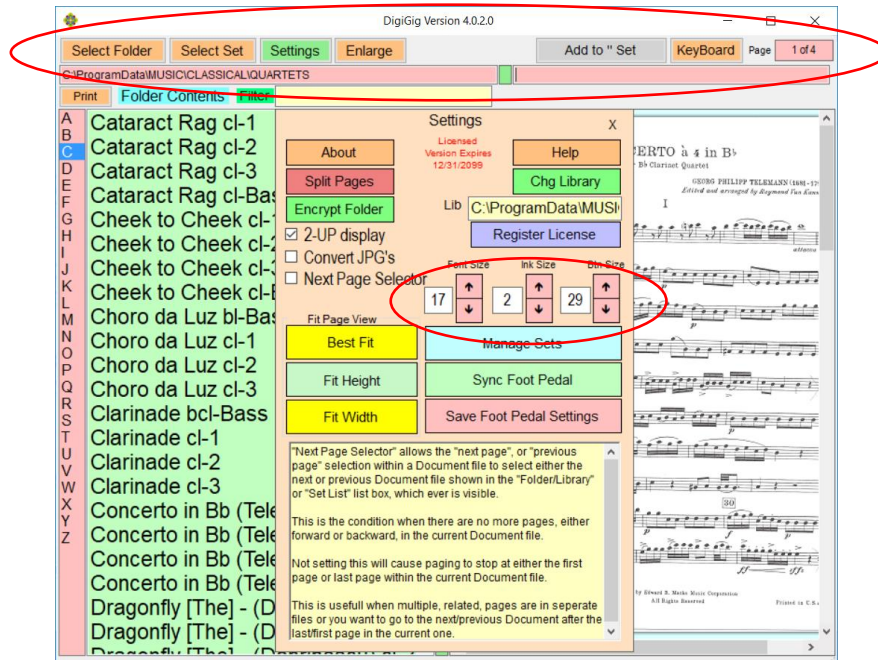 DigiGig Version 4.0.2.0
Select Folder Select Set Settings Enlarge Add to " Set KeyBoard Page 1 of 4
C:\ProgramData\MUSIC\CLASSICAL\QUARTETS
Print Folder Contents Filter
A
B
C
D
E
F
G
H
I
J
K
L
M
N
O
P
Q
R
S
T
U
V
W
X
Y
Z
Cataract Rag cl-1
Cataract Rag cl-2
Cataract Rag cl-3
Cataract Rag cl-Bas
Cheek to Cheek cl-1
Cheek to Cheek cl-2
Cheek to Cheek cl-3
Cheek to Cheek cl-B
Choro da Luz bl-Bas
Choro da Luz cl-1
Choro da Luz cl-2
Choro da Luz cl-3
Clarinade bcl-Bass
Clarinade cl-1
Clarinade cl-2
Clarinade cl-3
Concerto in Bb (Tele
Concerto in Bb (Tele
Concerto in Bb (Tele
Concerto in Bb (Tele
Dragonfly [The] - (D
Dragonfly [The] - (D
Settings X
About
Licensed
Version Expires
12/31/2099
Help
Split Pages
Chg Library
Encrypt Folder
Lib C:\ProgramData\MUSI
2-UP display
Register License
Convert JPG's
Next Page Selector
Font Size Ink Size Btn Size
17 2 29
Fit Page View
Best Fit
Manage Sets
Fit Height
Sync Foot Pedal
Fit Width
Save Foot Pedal Settings
"Next Page Selector" allows the "next page", or "previous
page" selection within a Document file to select either the
next or previous Document file shown in the "Folder/Library"
or "Set List" list box, which ever is visible.
This is the condition when there are no more pages, either
forward or backward, in the current Document file.
Not setting this will cause paging to stop at either the first
page or last page within the current Document file.
This is usefull when multiple, related, pages are in seperate
files or you want to go to the next/previous Document after the
last/first page in the current one.
CERTO à 4 in B♭
B♭ Clarinet Quartet
GEORG PHILIPP TELEMANN (1681-17
Edited and arranged by Raymond Van
I
attacca
p
p
30
p
ff
by Edward B. Marks Music Corporation
All Rights Reserved
Printed in U.S.